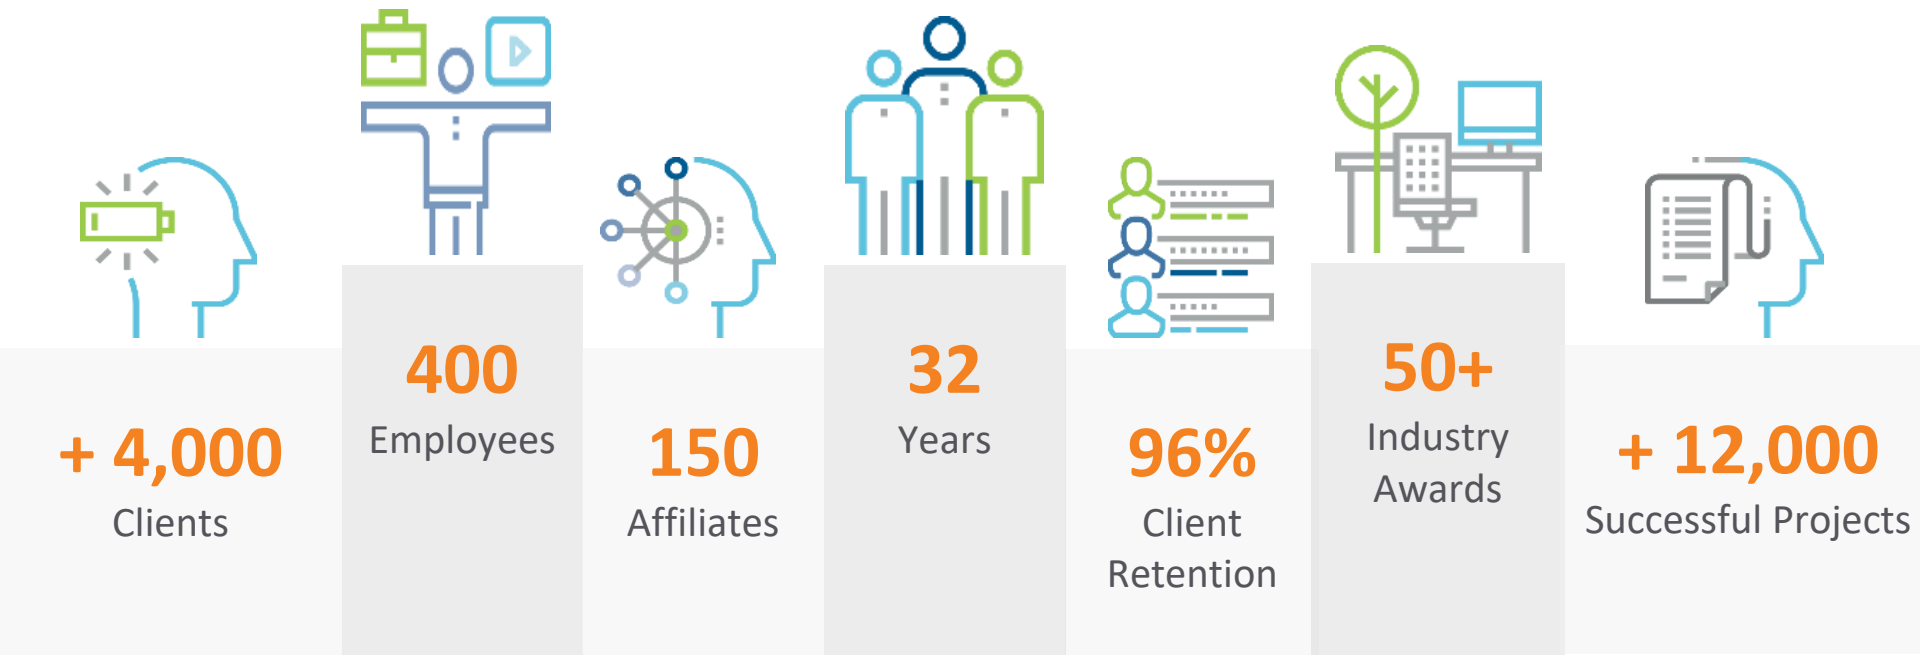 + 4,000
Clients
400
Employees
150
Affiliates
32
Years
96%
Client
Retention
50+
Industry
Awards
+ 12,000
Successful Projects